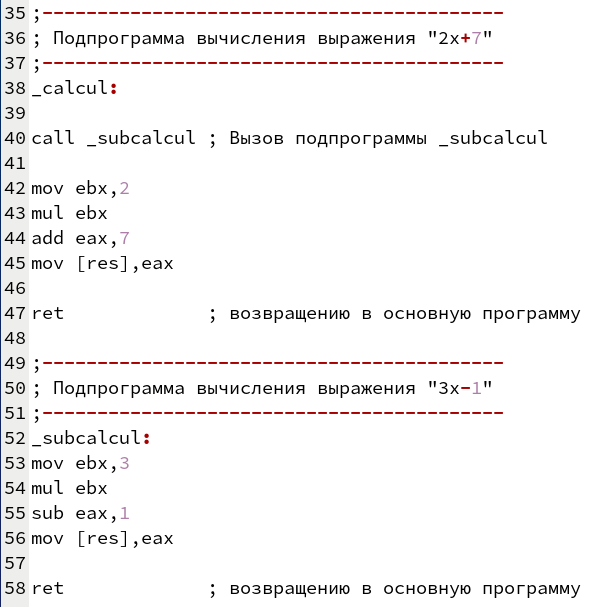 35 ;------------------------------------------
36 ; Подпрограмма вычисления выражения "2x+7"
37 ;------------------------------------------
38 _calcul:
39
40 call _subcalcul ; Вызов подпрограммы _subcalcul
41
42 mov ebx,2
43 mul ebx
44 add eax,7
45 mov [res],eax
46
47 ret             ; возвращению в основную программу
48
49 ;------------------------------------------
50 ; Подпрограмма вычисления выражения "3x-1"
51 ;------------------------------------------
52 _subcalcul:
53 mov ebx,3
54 mul ebx
55 sub eax,1
56 mov [res],eax
57
58 ret             ; возвращению в основную программу